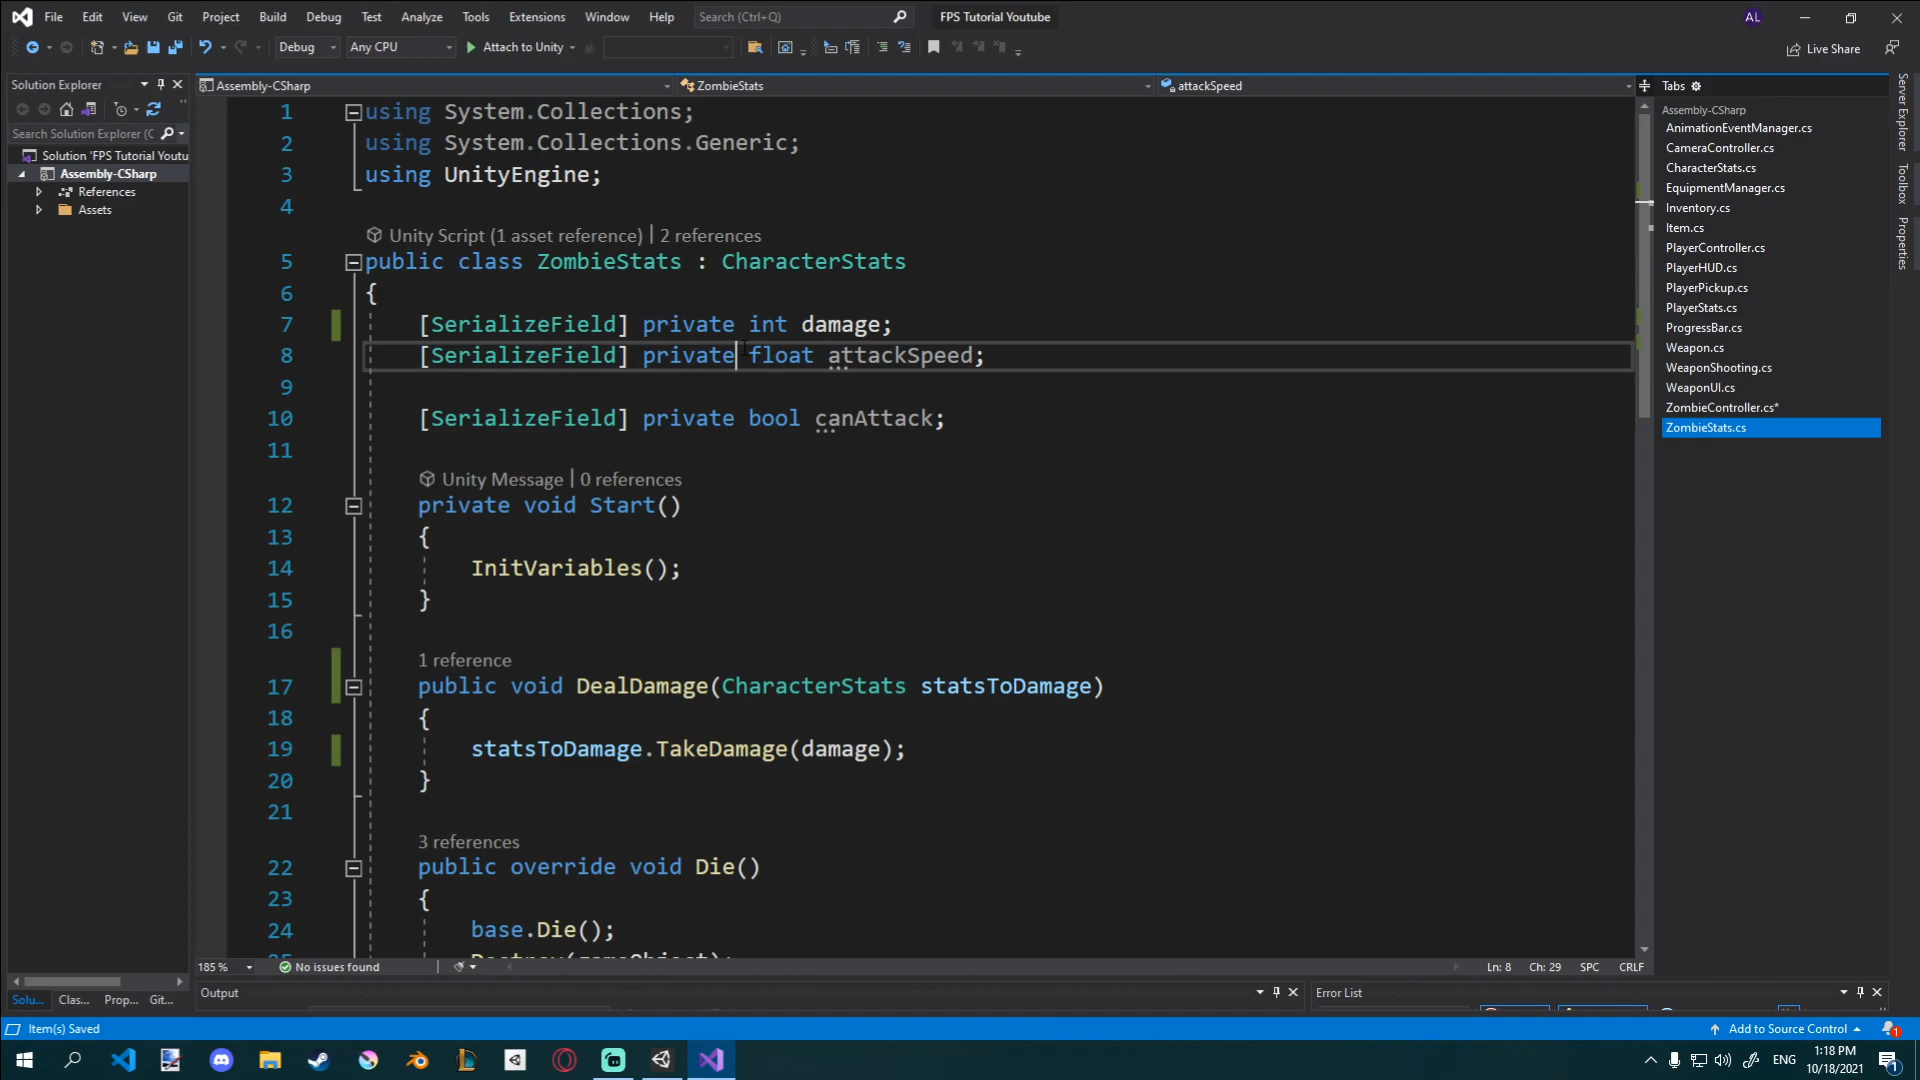 File Edit View Git Project Build Debug Test Analyze Tools Extensions Window Help Search (Ctrl+Q) FPS Tutorial Youtube AL
Debug Any CPU Attach to Unity Live Share
Solution Explorer
Search Solution Explorer (C
Solution 'FPS Tutorial Youtu
Assembly-CSharp
References
Assets
Solu... Clas... Prop... Git...
Assembly-CSharp ZombieStats attackSpeed
1 using System.Collections;
2 using System.Collections.Generic;
3 using UnityEngine;
4
Unity Script (1 asset reference) | 2 references
5 public class ZombieStats : CharacterStats
6 {
7 [SerializeField] private int damage;
8 [SerializeField] private float attackSpeed;
9
10 [SerializeField] private bool canAttack;
11
Unity Message | 0 references
12 private void Start()
13 {
14 InitVariables();
15 }
16
1 reference
17 public void DealDamage(CharacterStats statsToDamage)
18 {
19 statsToDamage.TakeDamage(damage);
20 }
21
3 references
22 public override void Die()
23 {
24 base.Die();
25 Destroy(gameObject);
185 % No issues found Ln: 8 Ch: 29 SPC CRLF
Output Error List
Tabs
Assembly-CSharp
AnimationEventManager.cs
CameraController.cs
CharacterStats.cs
EquipmentManager.cs
Inventory.cs
Item.cs
PlayerController.cs
PlayerHUD.cs
PlayerPickup.cs
PlayerStats.cs
ProgressBar.cs
Weapon.cs
WeaponShooting.cs
WeaponUI.cs
ZombieController.cs*
ZombieStats.cs
Server Explorer
Toolbox
Properties
Item(s) Saved Add to Source Control 1
ENG 1:18 PM
10/18/2021 1